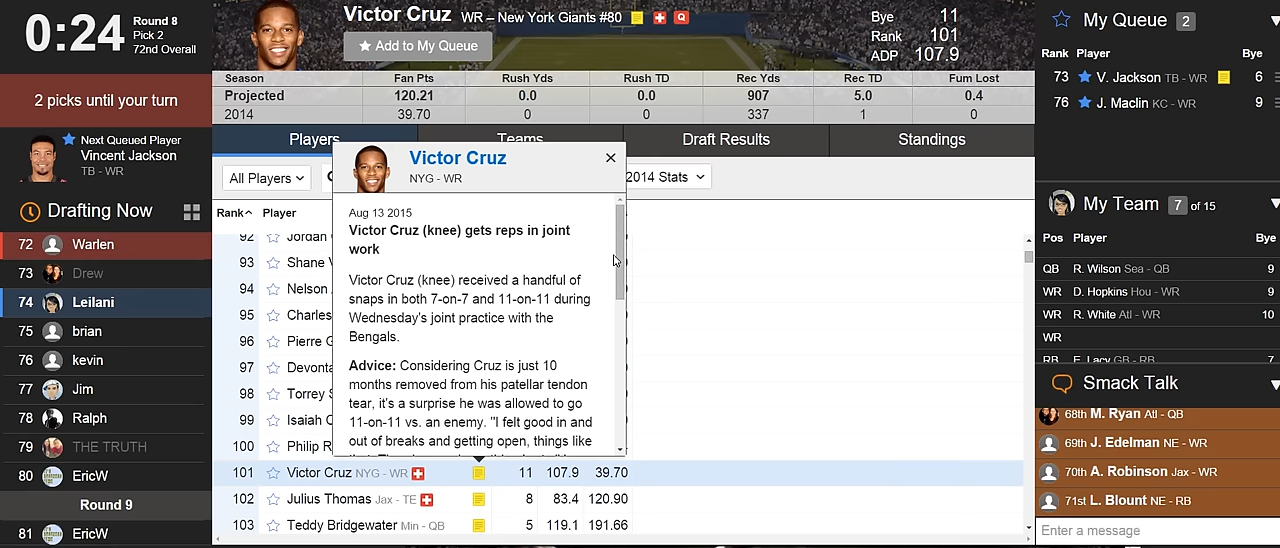 0:24
Round 8
Pick 2
72nd Overall
2 picks until your turn
Next Queued Player
Vincent Jackson
TB - WR
Drafting Now
72 Warlen
73 Drew
74 Leilani
75 brian
76 kevin
77 Jim
78 Ralph
79 THE TRUTH
80 EricW
Round 9
81 EricW
Victor Cruz WR – New York Giants #80 Q
Add to My Queue
Bye 11
Rank 101
ADP 107.9
Season Fan Pts Rush Yds Rush TD Rec Yds Rec TD Fum Lost
Projected 120.21 0.0 0.0 907 5.0 0.4
2014 39.70 0 0 337 1 0
Players Teams Draft Results Standings
All Players 2014 Stats
Rank Player
92 Jordan
93 Shane
94 Nelson
95 Charles
96 Pierre
97 Devonta
98 Torrey
99 Isaiah
100 Philip
101 Victor Cruz NYG - WR 11 107.9 39.70
102 Julius Thomas Jax - TE 8 83.4 120.90
103 Teddy Bridgewater Min - QB 5 119.1 191.66
Victor Cruz
NYG - WR
Aug 13 2015
Victor Cruz (knee) gets reps in joint
work
Victor Cruz (knee) received a handful of
snaps in both 7-on-7 and 11-on-11 during
Wednesday's joint practice with the
Bengals.
Advice: Considering Cruz is just 10
months removed from his patellar tendon
tear, it's a surprise he was allowed to go
11-on-11 vs. an enemy. "I felt good in and
out of breaks and getting open, things like
My Queue 2
Rank Player Bye
73 V. Jackson TB - WR 6
76 J. Maclin KC - WR 9
My Team 7 of 15
Pos Player Bye
QB R. Wilson Sea - QB 9
WR D. Hopkins Hou - WR 9
WR R. White Atl - WR 10
WR
RB E. Lacy GB - RB 7
Smack Talk
68th M. Ryan Atl - QB
69th J. Edelman NE - WR
70th A. Robinson Jax - WR
71st L. Blount NE - RB
Enter a message